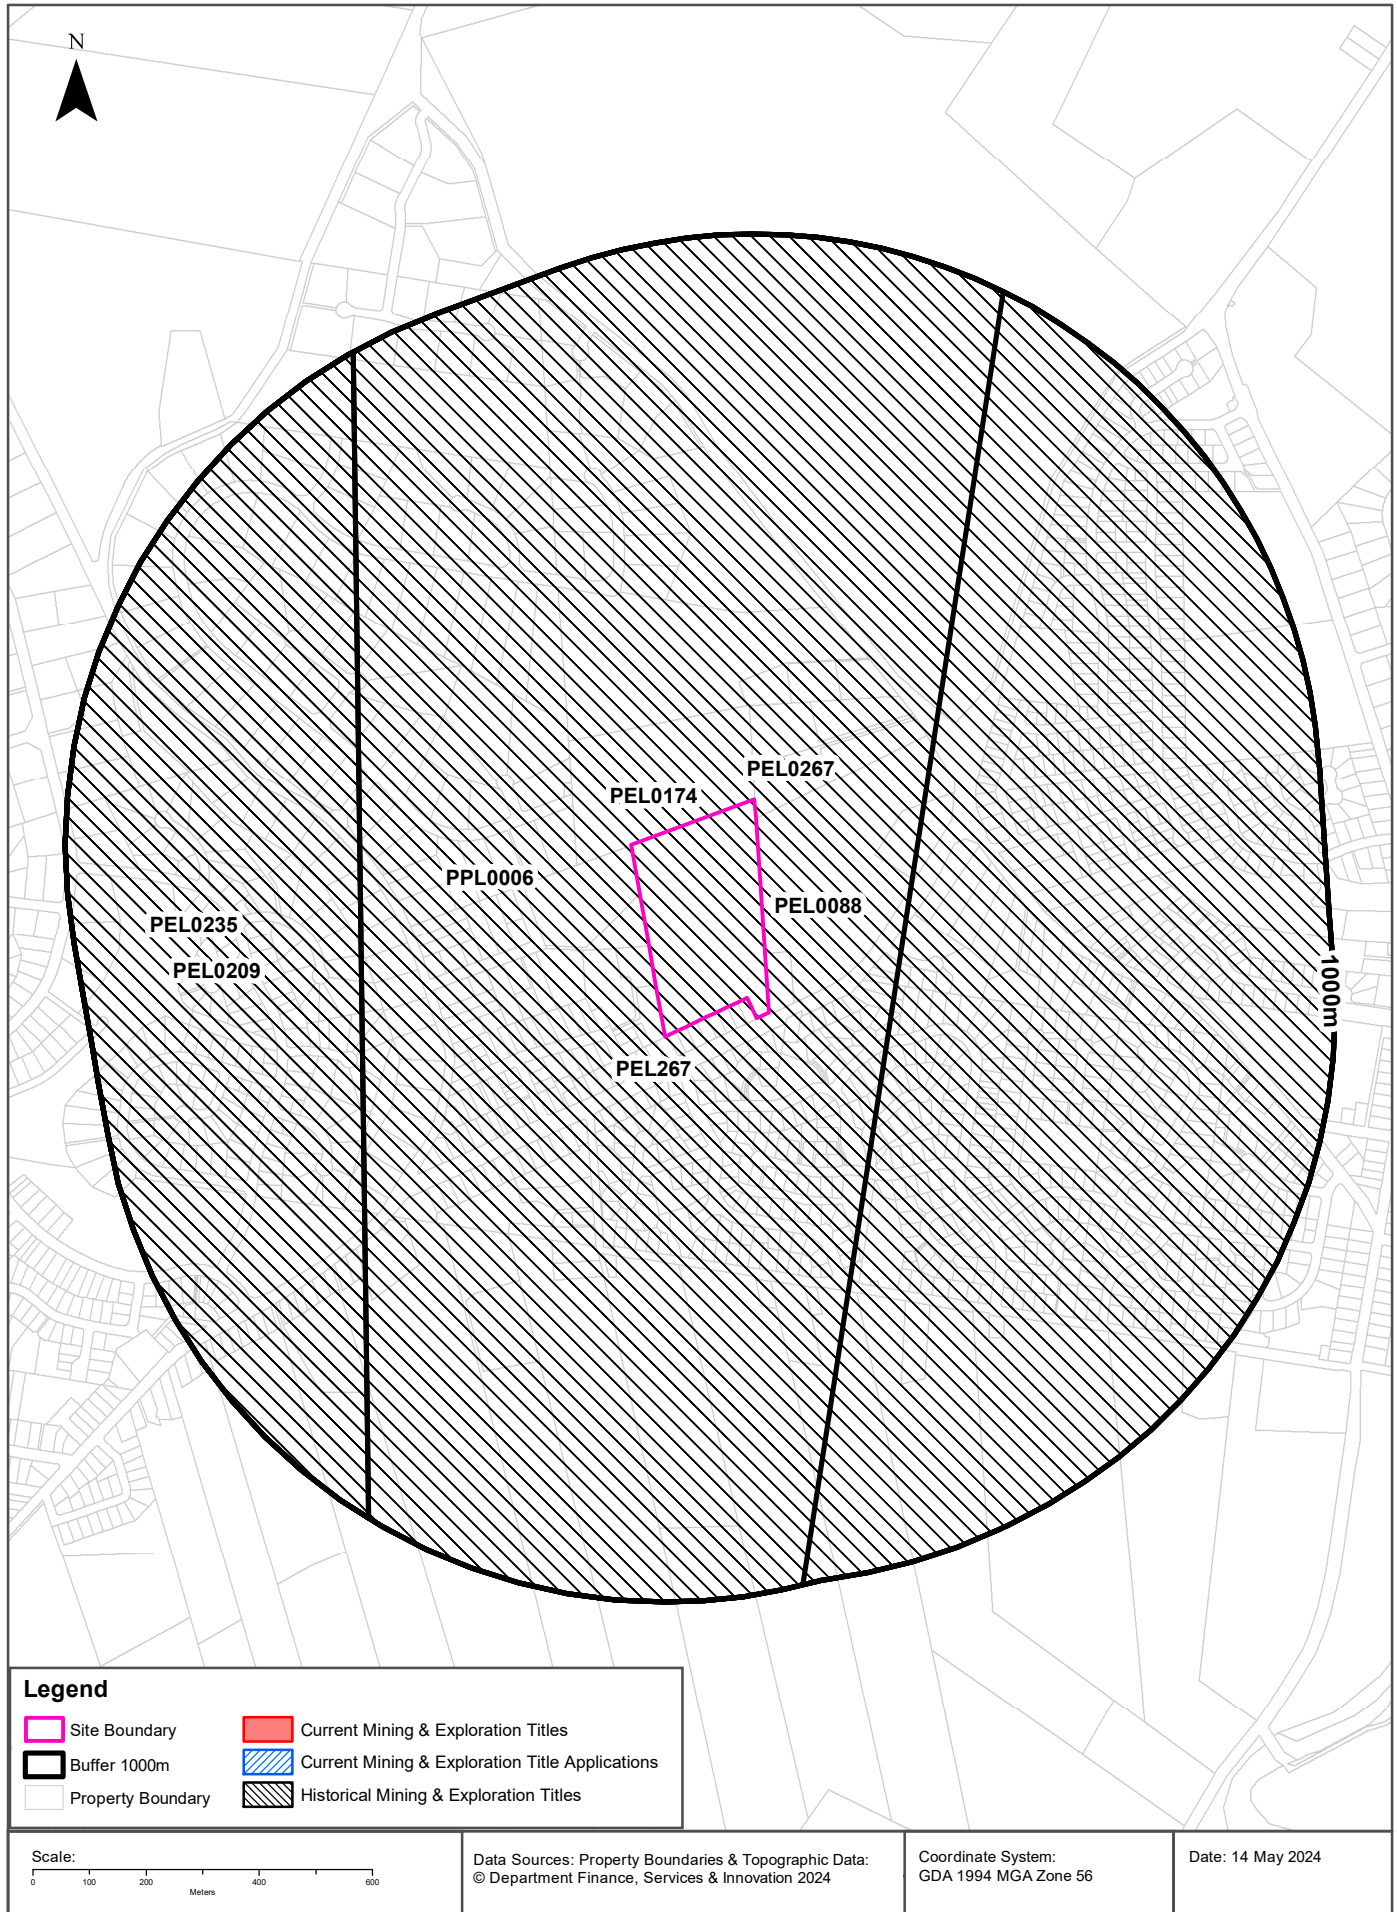 N
PEL0267
PEL0174
PPL0006
PEL0088
PEL0235
PEL0209
1000m
PEL267
Legend
Site Boundary
Buffer 1000m
Property Boundary
Current Mining & Exploration Titles
Current Mining & Exploration Title Applications
Historical Mining & Exploration Titles
Scale:
0 100 200 400 600
Meters
Data Sources: Property Boundaries & Topographic Data:
© Department Finance, Services & Innovation 2024
Coordinate System:
GDA 1994 MGA Zone 56
Date: 14 May 2024